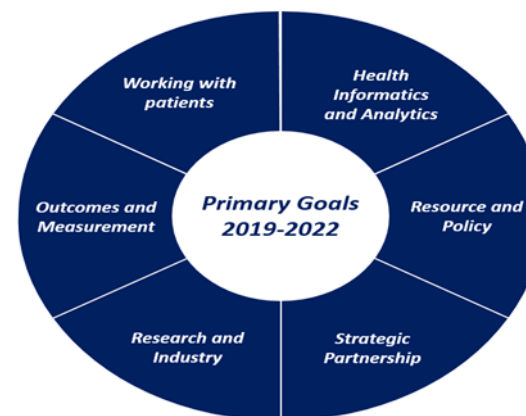 Working with
patients
Health
Informatics
and Analytics
Outcomes and
Measurement
Primary Goals
2019-2022
Resource and
Policy
Research and
Industry
Strategic
Partnership